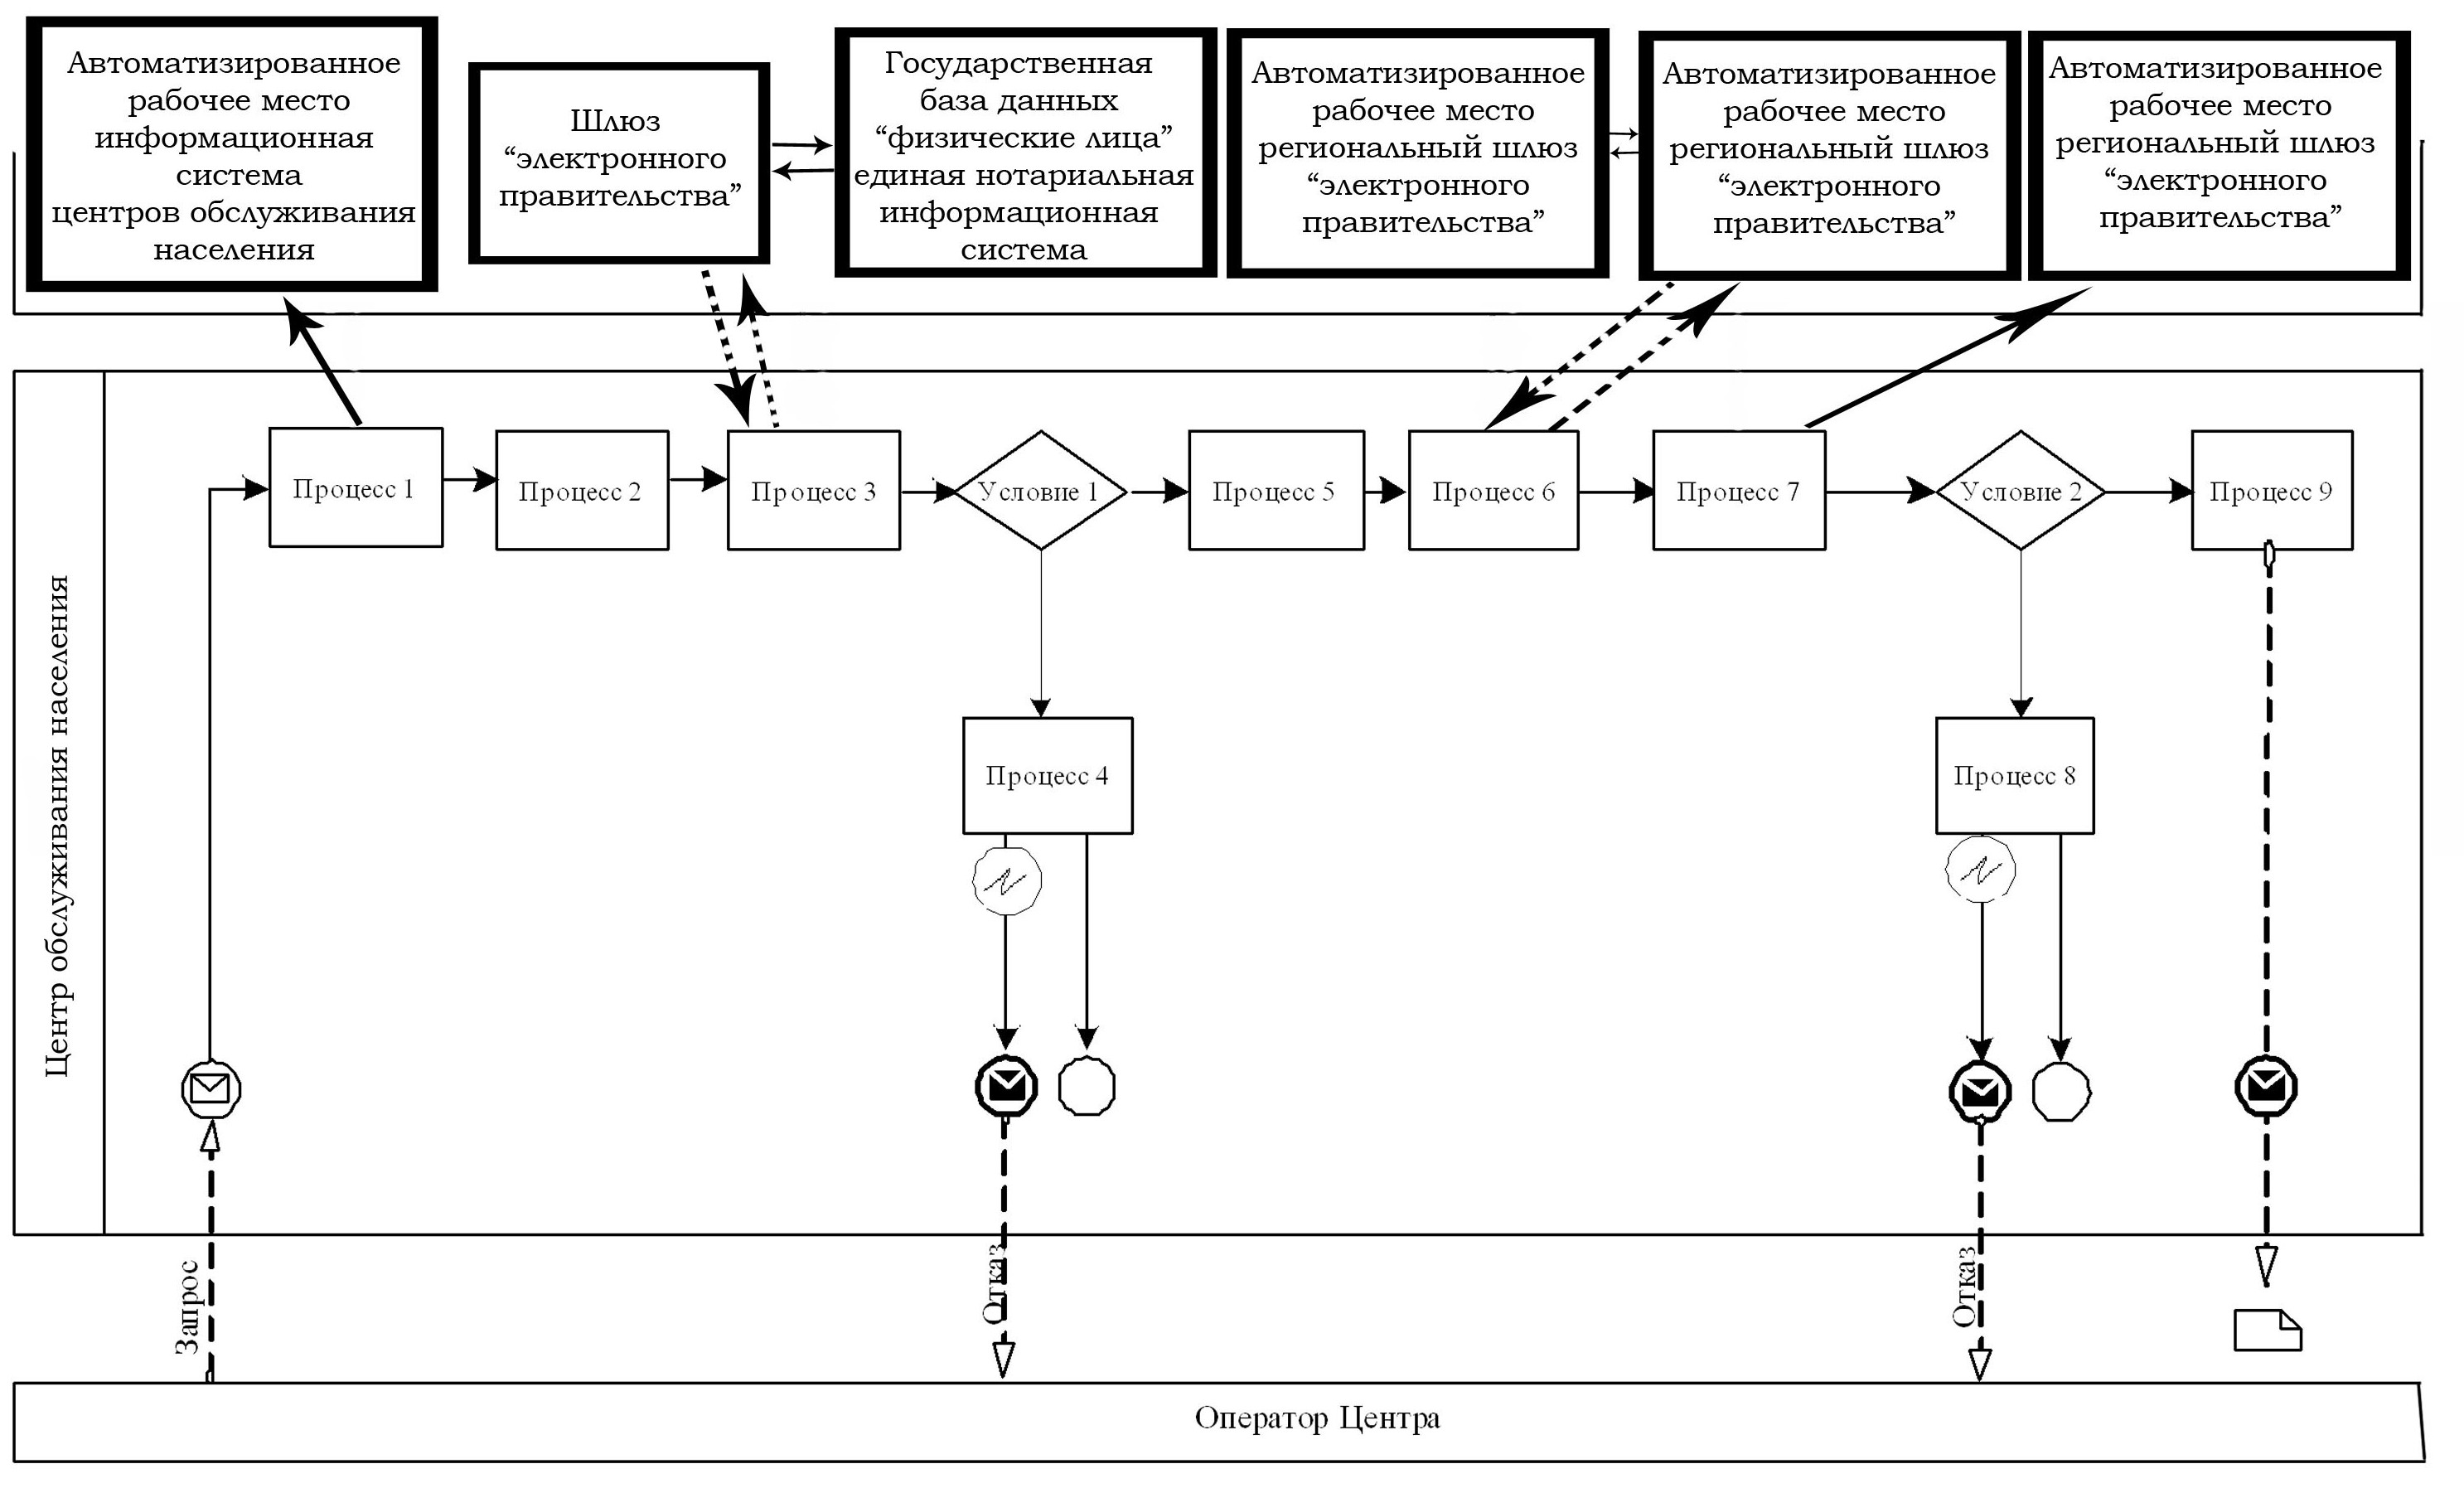 Автоматизированное
рабочее место
информационная
система
центров обслуживания
населения
Шлюз
“электронного
правительства”
Государственная
база данных
“физические лица”
единая нотариальная
информационная
система
Автоматизированное
рабочее место
региональный шлюз
“электронного
правительства”
Автоматизированное
рабочее место
региональный шлюз
“электронного
правительства”
Автоматизированное
рабочее место
региональный шлюз
“электронного
правительства”
Центр обслуживания населения
Процесс 1
Процесс 2
Процесс 3
Условие 1
Процесс 5
Процесс 6
Процесс 7
Условие 2
Процесс 9
Процесс 4
Процесс 8
Запрос
Отказ
Отказ
Оператор Центра